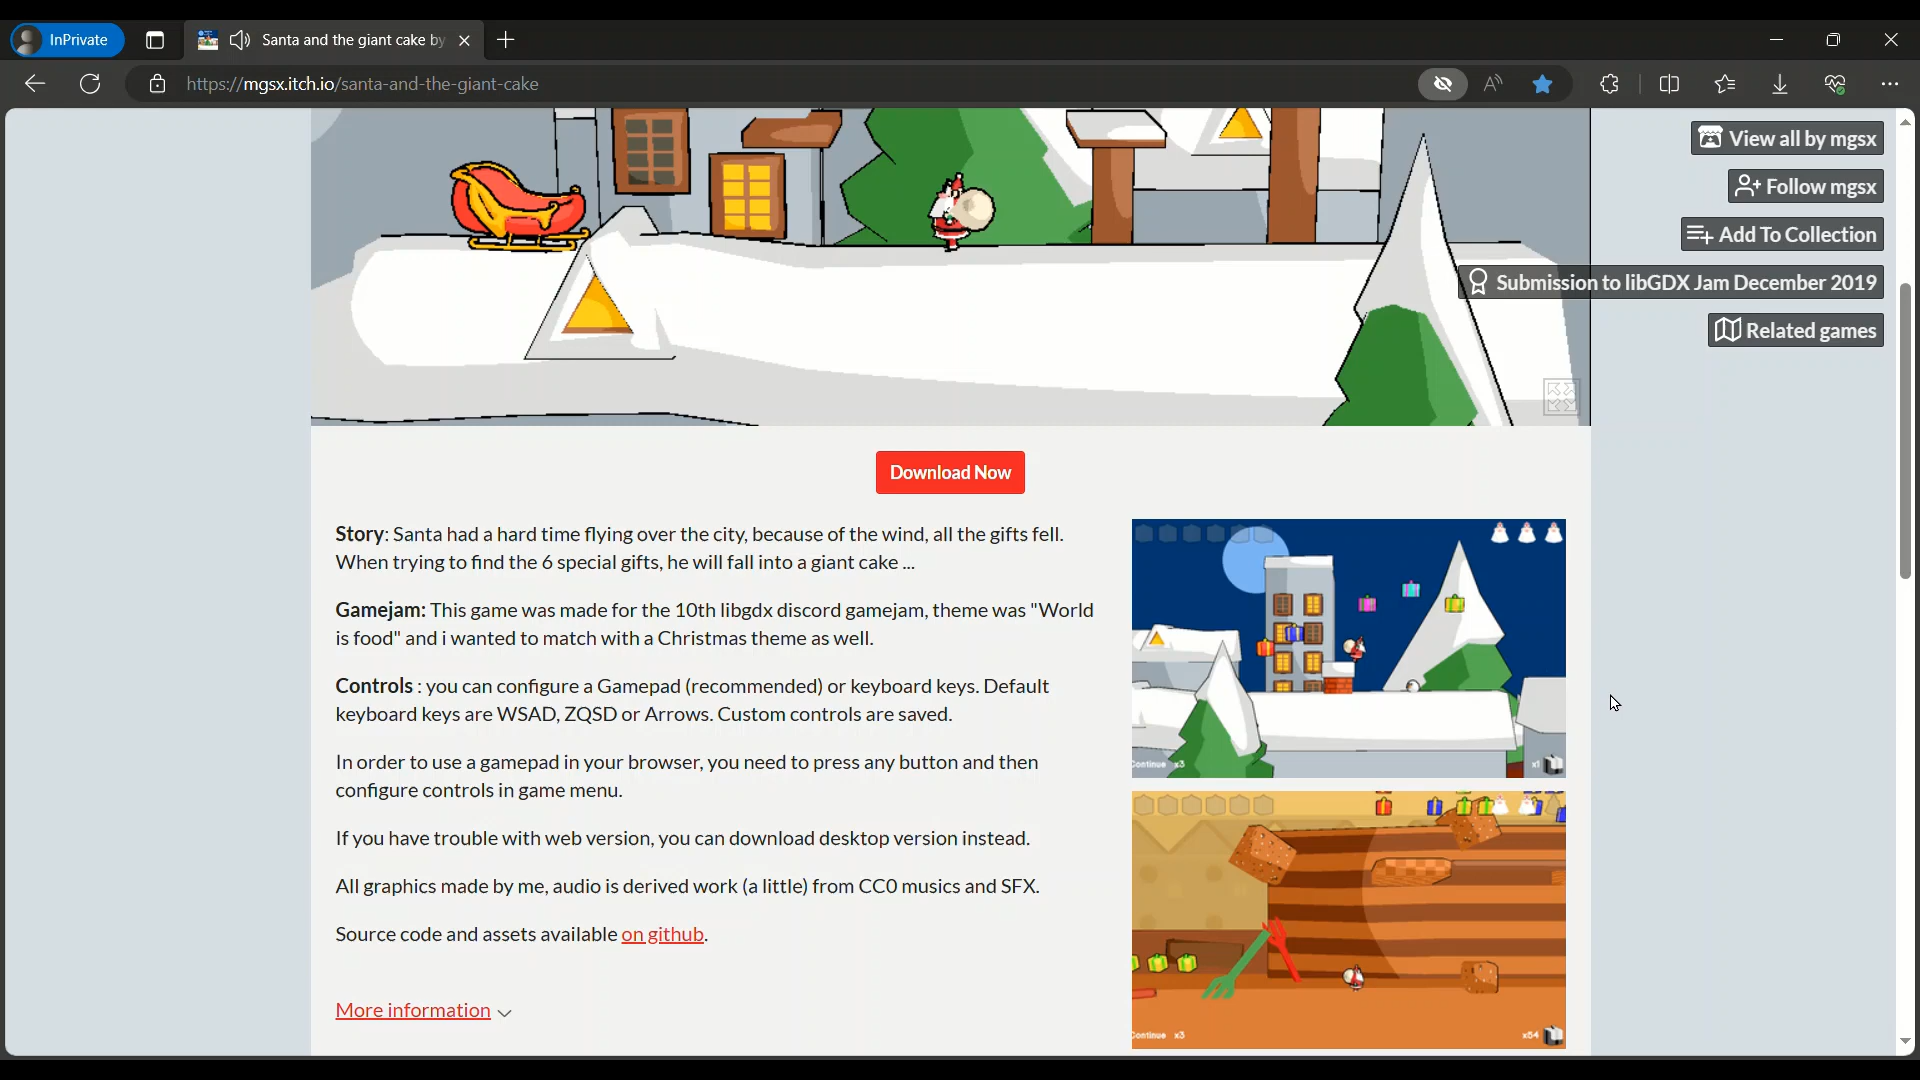 InPrivate
Santa and the giant cake by
https://mgsx.itch.io/santa-and-the-giant-cake
View all by mgsx
Follow mgsx
Add To Collection
Submission to libGDX Jam December 2019
Related games
Download Now
Story: Santa had a hard time flying over the city, because of the wind, all the gifts fell.
When trying to find the 6 special gifts, he will fall into a giant cake ...
Gamejam: This game was made for the 10th libgdx discord gamejam, theme was "World
is food" and i wanted to match with a Christmas theme as well.
Controls : you can configure a Gamepad (recommended) or keyboard keys. Default
keyboard keys are WSAD, ZQSD or Arrows. Custom controls are saved.
In order to use a gamepad in your browser, you need to press any button and then
configure controls in game menu.
If you have trouble with web version, you can download desktop version instead.
All graphics made by me, audio is derived work (a little) from CC0 musics and SFX.
Source code and assets available on github.
More information
Continue x3
x1
Continue x3
x54